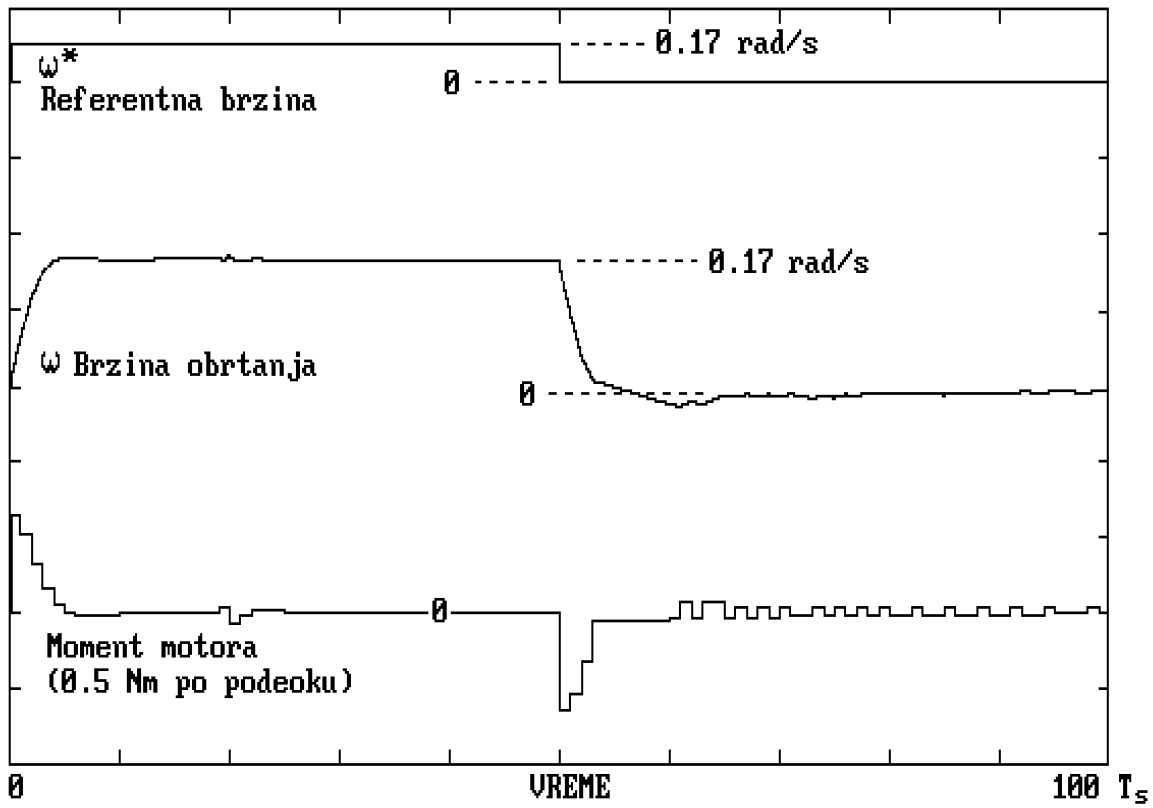 0.17 rad/s
ω*
0
Referentna brzina
0.17 rad/s
ω Brzina obrtanja
0
0
Moment motora
(0.5 Nm po podeoku)
0 VREME 100 Ts